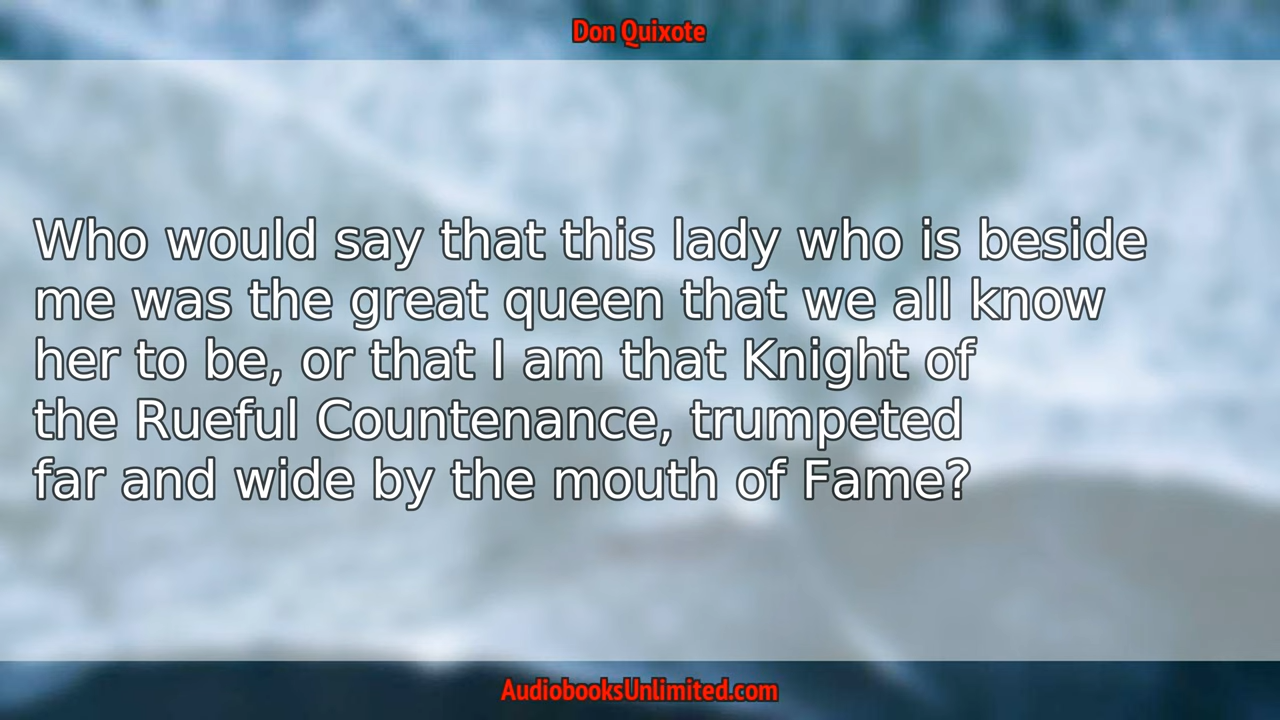 Don Quixote
Who would say that this lady who is beside
me was the great queen that we all know
her to be, or that I am that Knight of
the Rueful Countenance, trumpeted
far and wide by the mouth of Fame?
AudiobooksUnlimited.com